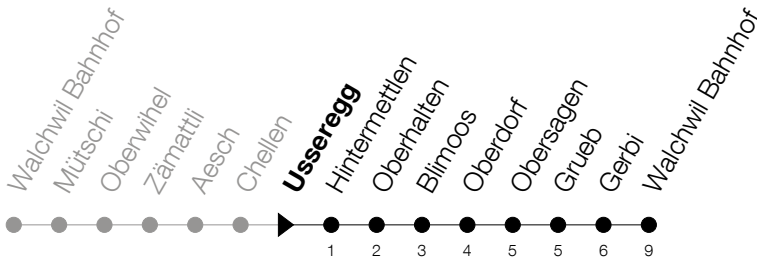 Walchwil Bahnhof
Mütschi
Oberwihel
Zämattli
Aesch
Chellen
Usseregg
Hintermettlen
Oberhalten
Blimoos
Oberdorf
Obersagen
Grueb
Gerbi
Walchwil Bahnhof
1 2 3 4 5 5 6 9